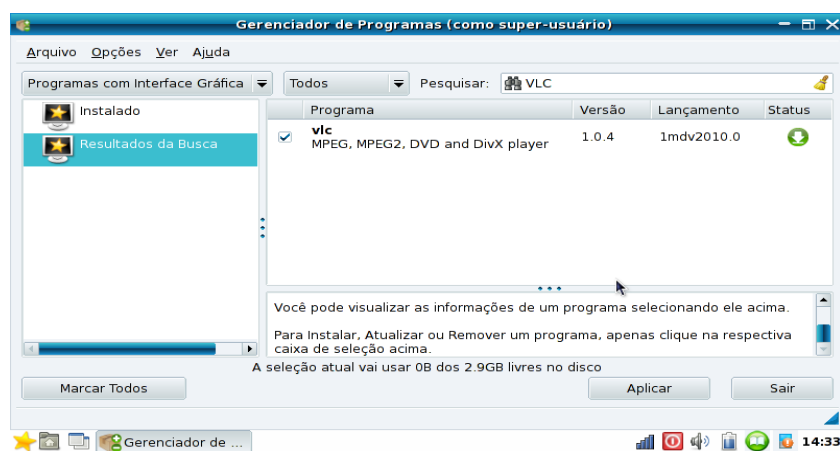 Gerenciador de Programas (como super-usuário)
Arquivo Opções Ver Ajuda
Programas com Interface Gráfica Todos Pesquisar: VLC
Instalado
Resultados da Busca
Programa Versão Lançamento Status
vlc 1.0.4 1mdv2010.0
MPEG, MPEG2, DVD and DivX player
Você pode visualizar as informações de um programa selecionando ele acima.
Para Instalar, Atualizar ou Remover um programa, apenas clique na respectiva
caixa de seleção acima.
A seleção atual vai usar 0B dos 2.9GB livres no disco
Marcar Todos Aplicar Sair
Gerenciador de ... 14:33